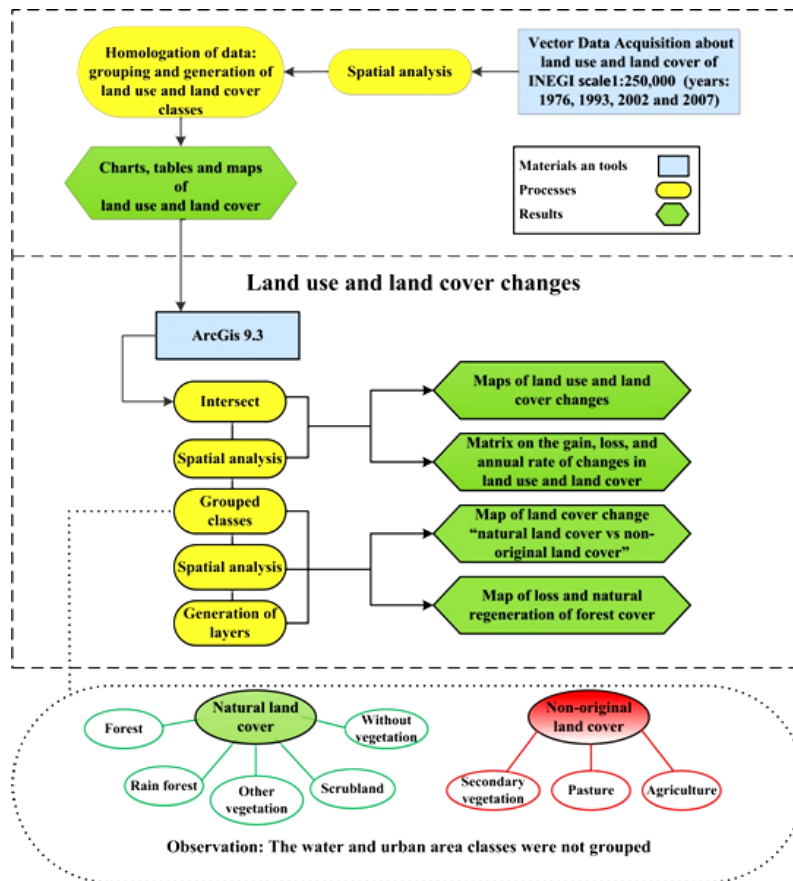 Homologation of data:
grouping and generation of
land use and land cover
classes
Spatial analysis
Vector Data Acquisition about
land use and land cover of
INEGI scale1:250,000 (years:
1976, 1993, 2002 and 2007)
Charts, tables and maps
of
land use and land cover
Materials an tools
Processes
Results
Land use and land cover changes
ArcGis 9.3
Intersect
Spatial analysis
Grouped
classes
Spatial analysis
Generation of
layers
Maps of land use and land
cover changes
Matrix on the gain, loss, and
annual rate of changes in
land use and land cover
Map of land cover change
“natural land cover vs non-
original land cover”
Map of loss and natural
regeneration of forest cover
Natural land
cover
Forest
Rain forest
Other
vegetation
Scrubland
Without
vegetation
Non-original
land cover
Secondary
vegetation
Pasture
Agriculture
Observation: The water and urban area classes were not grouped